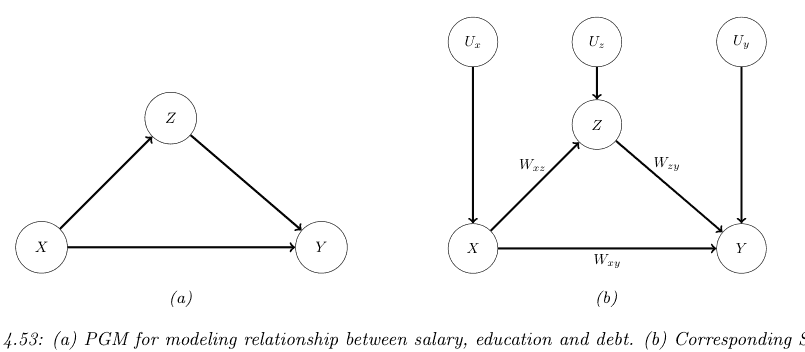 U_x
U_z
U_y
Z
Z
W_xz
W_zy
X
Y
X
Y
W_xy
(a)
(b)
4.53: (a) PGM for modeling relationship between salary, education and debt. (b) Corresponding S